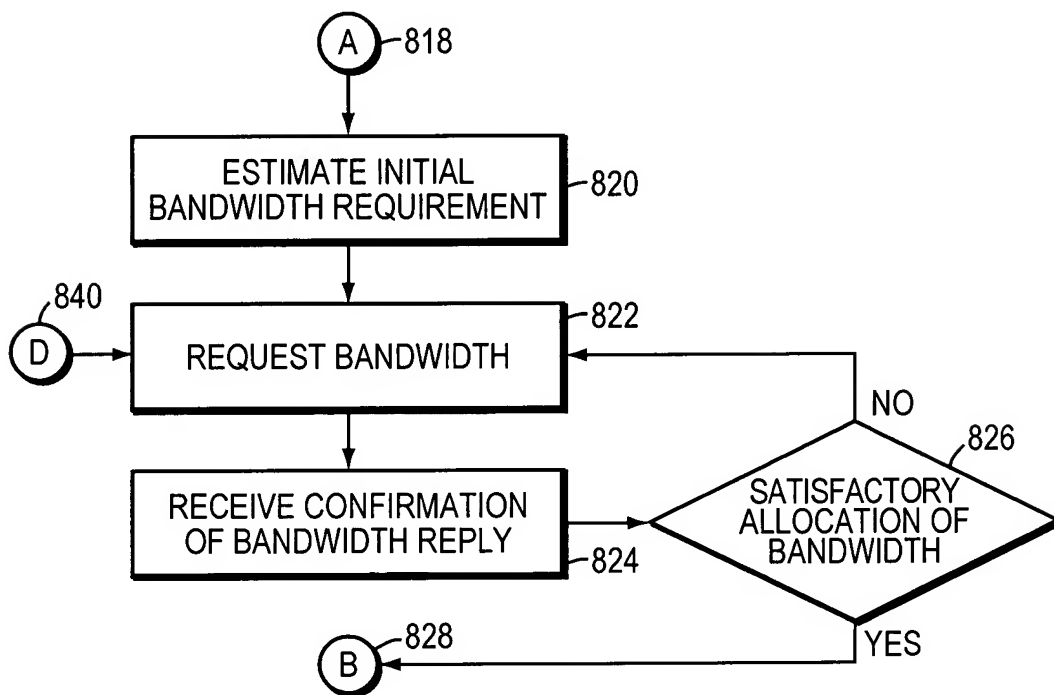 A
818
ESTIMATE INITIAL
BANDWIDTH REQUIREMENT
820
840
D
REQUEST BANDWIDTH
822
NO
826
RECEIVE CONFIRMATION
OF BANDWIDTH REPLY
824
SATISFACTORY
ALLOCATION OF
BANDWIDTH
YES
B
828